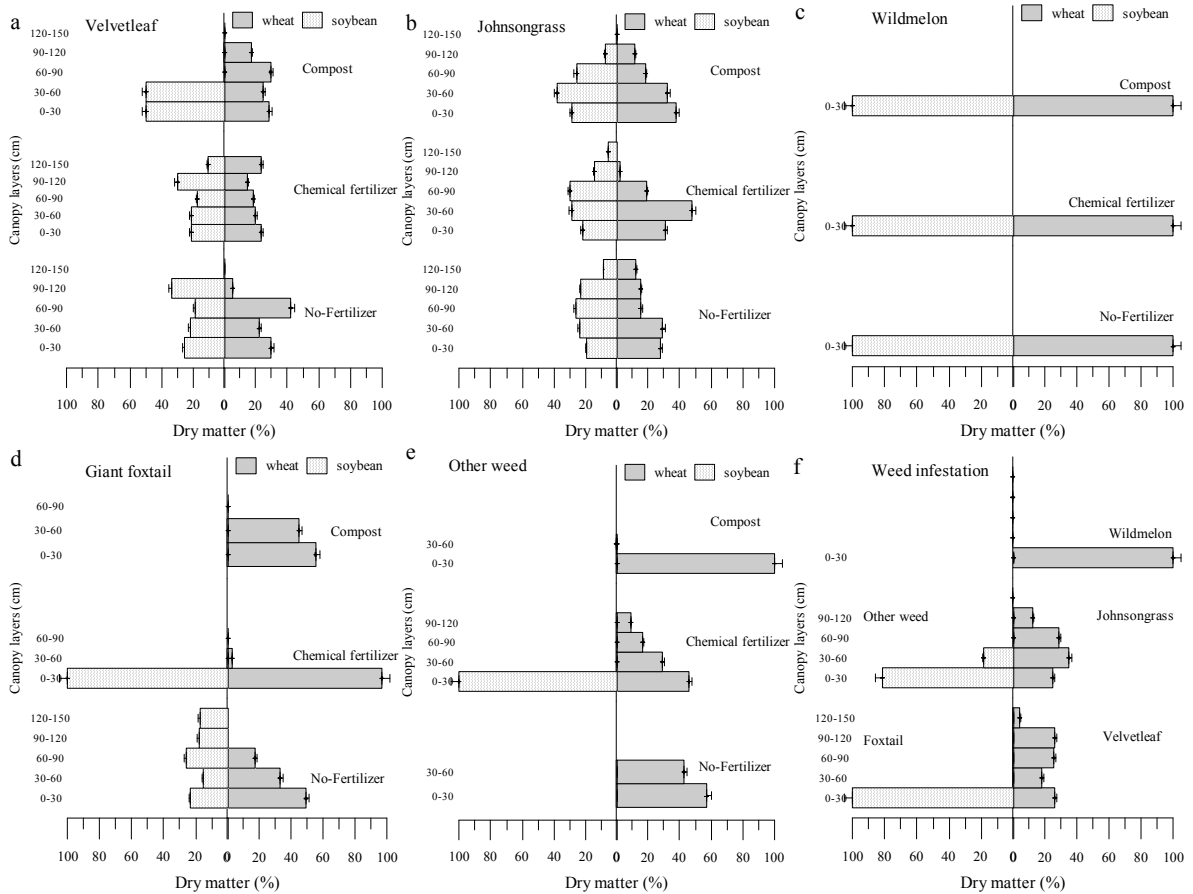 a
Velvetleaf
wheat soybean
120-150
90-120
60-90
30-60
0-30
Compost
120-150
90-120
60-90
30-60
0-30
Chemical fertilizer
120-150
90-120
60-90
30-60
0-30
No-Fertilizer
Canopy layers (cm)
100 80 60 40 20 0 20 40 60 80 100
Dry matter (%)
b
Johnsongrass
wheat soybean
120-150
90-120
60-90
30-60
0-30
Compost
120-150
90-120
60-90
30-60
0-30
Chemical fertilizer
120-150
90-120
60-90
30-60
0-30
No-Fertilizer
Canopy layers (cm)
100 80 60 40 20 0 20 40 60 80 100
Dry matter (%)
c
Wildmelon
wheat
soybean
Compost
0-30
Chemical fertilizer
0-30
No-Fertilizer
0-30
Canopy layers (cm)
100 80 60 40 20 0 20 40 60 80 100
Dry matter (%)
d
Giant foxtail
wheat soybean
60-90
30-60
0-30
Compost
60-90
30-60
0-30
Chemical fertilizer
120-150
90-120
60-90
30-60
0-30
No-Fertilizer
Canopy layers (cm)
100 80 60 40 20 0 20 40 60 80 100
Dry matter (%)
e
Other weed
wheat soybean
Compost
30-60
0-30
90-120
60-90
30-60
0-30
Chemical fertilizer
30-60
0-30
No-Fertilizer
Canopy layers (cm)
100 80 60 40 20 0 20 40 60 80 100
Dry matter (%)
f
Weed infestation
wheat soybean
Wildmelon
0-30
Other weed
Johnsongrass
90-120
60-90
30-60
0-30
120-150
90-120
60-90
30-60
0-30
Foxtail
Velvetleaf
Canopy layers (cm)
100 80 60 40 20 0 20 40 60 80 100
Dry matter (%)